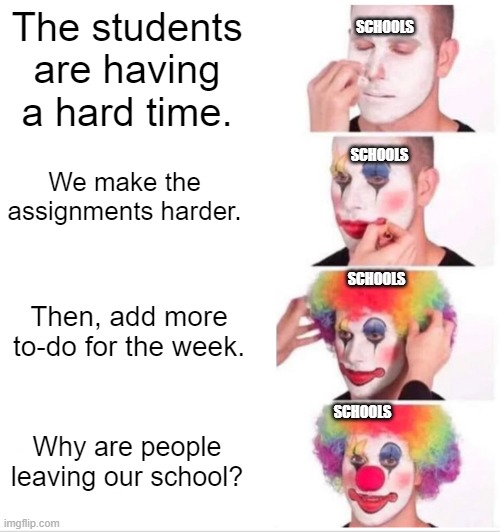 The students
are having
a hard time.
SCHOOLS
We make the
assignments harder.
SCHOOLS
Then, add more
to-do for the week.
SCHOOLS
Why are people
leaving our school?
SCHOOLS
imgflip.com